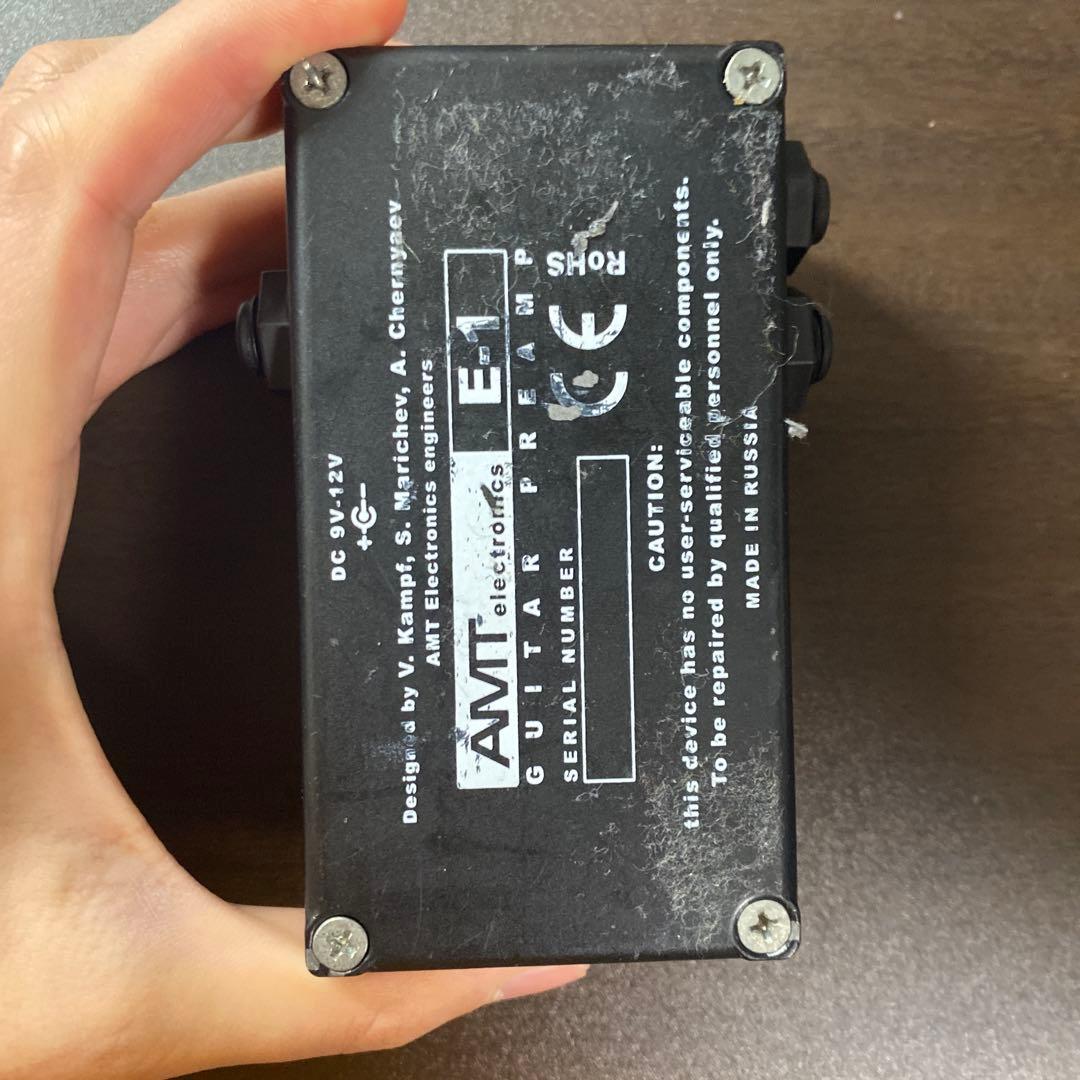 DC 9V-12V
+ -
Designed by V. Kampf, S. Marichev, A. Chernyaev
AMT Electronics engineers
AMT electronics E-1
GUITAR PREAMP
SERIAL NUMBER
CE RoHS
CAUTION:
this device has no user-serviceable components.
To be repaired by qualified personnel only.
MADE IN RUSSIA